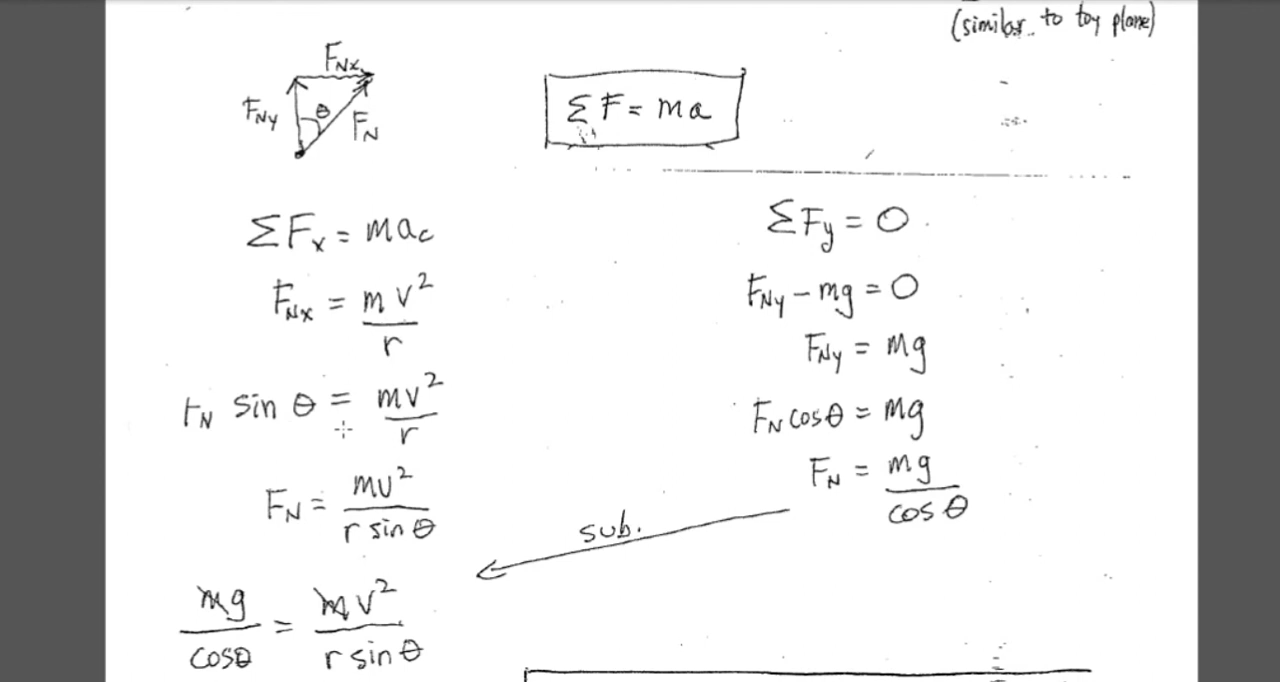 (similar to toy plane)
F_Nx
F_Ny θ F_N
ΣF = ma
ΣF_x = ma_c
F_Nx = mv²/r
F_N sin θ = mv²/r
F_N = mv²/(r sin θ)
ΣF_y = 0
F_Ny - mg = 0
F_Ny = mg
F_N cos θ = mg
F_N = mg/cos θ
sub.
mg/cosθ = mv²/(r sin θ)